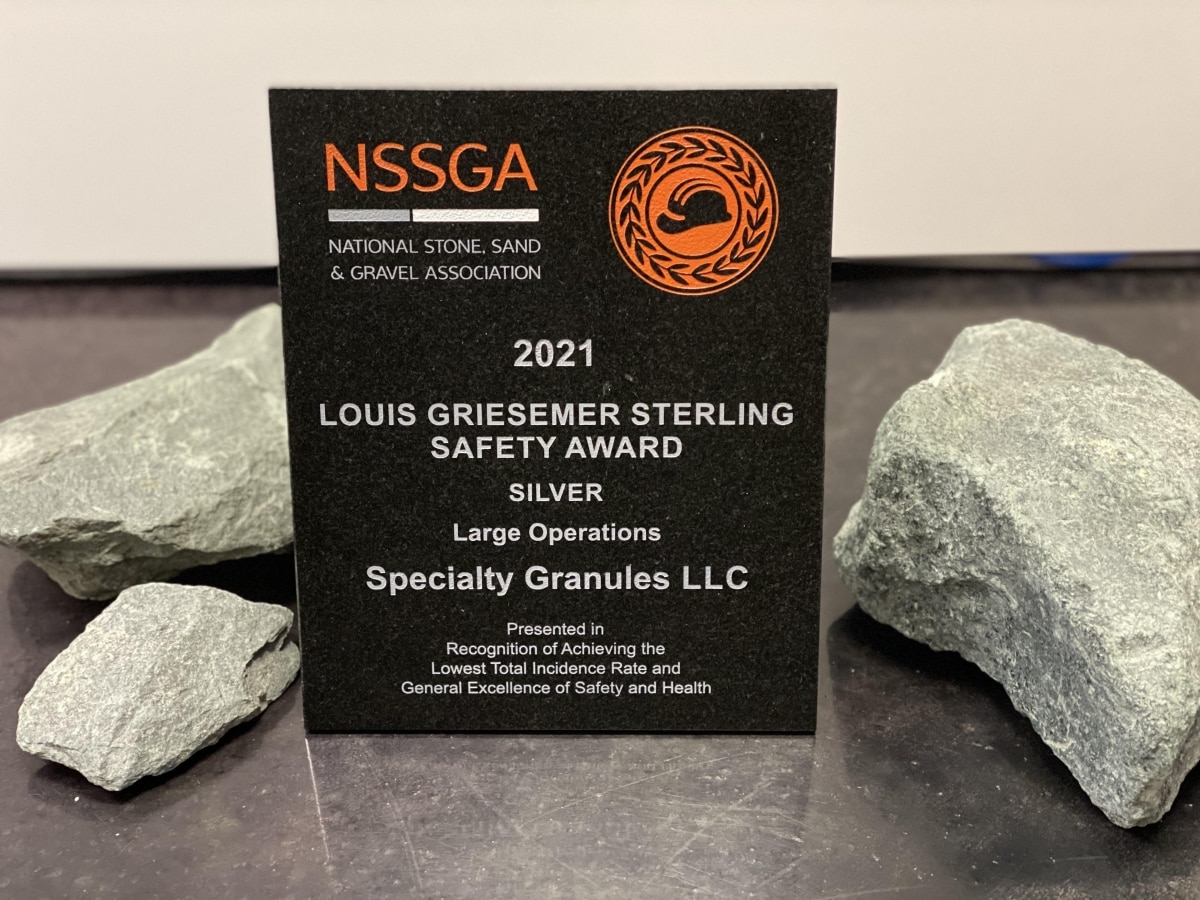 NSSGA
NATIONAL STONE, SAND
& GRAVEL ASSOCIATION
2021
LOUIS GRIESEMER STERLING
SAFETY AWARD
SILVER
Large Operations
Specialty Granules LLC
Presented in
Recognition of Achieving the
Lowest Total Incidence Rate and
General Excellence of Safety and Health